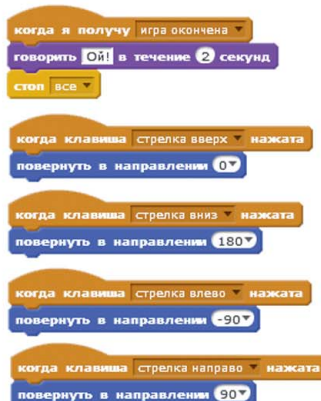 когда я получу игра окончена
говорить Ой! в течение 2 секунд
стоп все
когда клавиша стрелка вверх нажата
повернуть в направлении 0
когда клавиша стрелка вниз нажата
повернуть в направлении 180
когда клавиша стрелка влево нажата
повернуть в направлении -90
когда клавиша стрелка направо нажата
повернуть в направлении 90